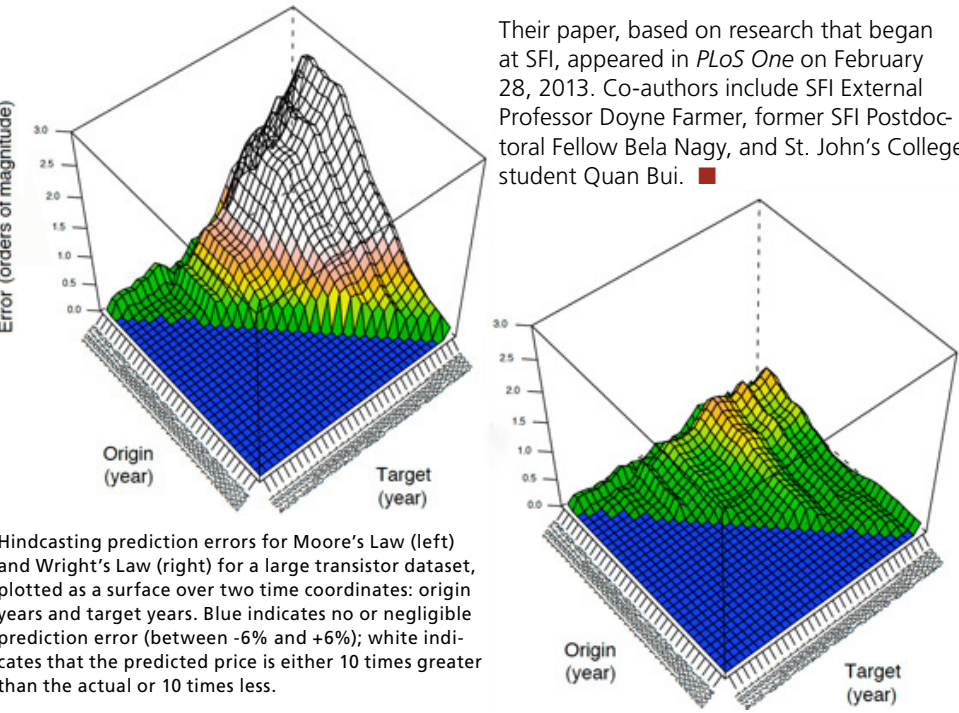 Their paper, based on research that began
at SFI, appeared in PLoS One on February
28, 2013. Co-authors include SFI External
Professor Doyne Farmer, former SFI Postdoc-
toral Fellow Bela Nagy, and St. John's College
student Quan Bui.
Error (orders of magnitude)
3.0
2.5
2.0
1.5
1.0
0.5
0.0
Origin
(year)
Target
(year)
3.0
2.5
2.0
1.5
1.0
0.5
0.0
Origin
(year)
Target
(year)
Hindcasting prediction errors for Moore's Law (left)
and Wright's Law (right) for a large transistor dataset,
plotted as a surface over two time coordinates: origin
years and target years. Blue indicates no or negligible
prediction error (between -6% and +6%); white indi-
cates that the predicted price is either 10 times greater
than the actual or 10 times less.